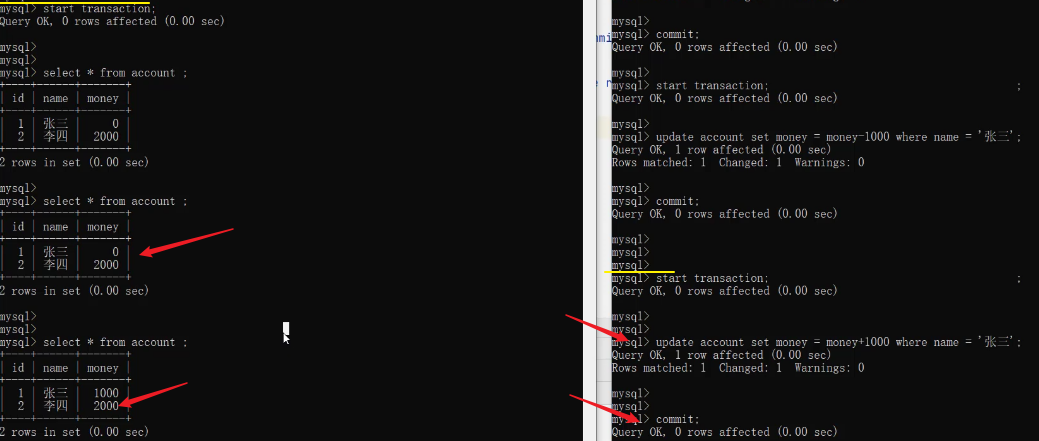 mysql> start transaction;
Query OK, 0 rows affected (0.00 sec)
mysql>
mysql>
mysql> select * from account ;
+----+------+-------+
| id | name | money |
+----+------+-------+
| 1 | 张三 | 0 |
| 2 | 李四 | 2000 |
+----+------+-------+
2 rows in set (0.00 sec)
mysql>
mysql> select * from account ;
+----+------+-------+
| id | name | money |
+----+------+-------+
| 1 | 张三 | 0 |
| 2 | 李四 | 2000 |
+----+------+-------+
2 rows in set (0.00 sec)
mysql>
mysql>
mysql> select * from account ;
+----+------+-------+
| id | name | money |
+----+------+-------+
| 1 | 张三 | 1000 |
| 2 | 李四 | 2000 |
+----+------+-------+
2 rows in set (0.00 sec)
mysql>
mysql> commit;
Query OK, 0 rows affected (0.00 sec)
mysql>
mysql> start transaction; ;
Query OK, 0 rows affected (0.00 sec)
mysql>
mysql> update account set money = money-1000 where name = '张三';
Query OK, 1 row affected (0.00 sec)
Rows matched: 1 Changed: 1 Warnings: 0
mysql>
mysql> commit;
Query OK, 0 rows affected (0.00 sec)
mysql>
mysql>
mysql>
mysql> start transaction; ;
Query OK, 0 rows affected (0.00 sec)
mysql>
mysql>
mysql> update account set money = money+1000 where name = '张三';
Query OK, 1 row affected (0.00 sec)
Rows matched: 1 Changed: 1 Warnings: 0
mysql>
mysql>
mysql> commit;
Query OK, 0 rows affected (0.00 sec)